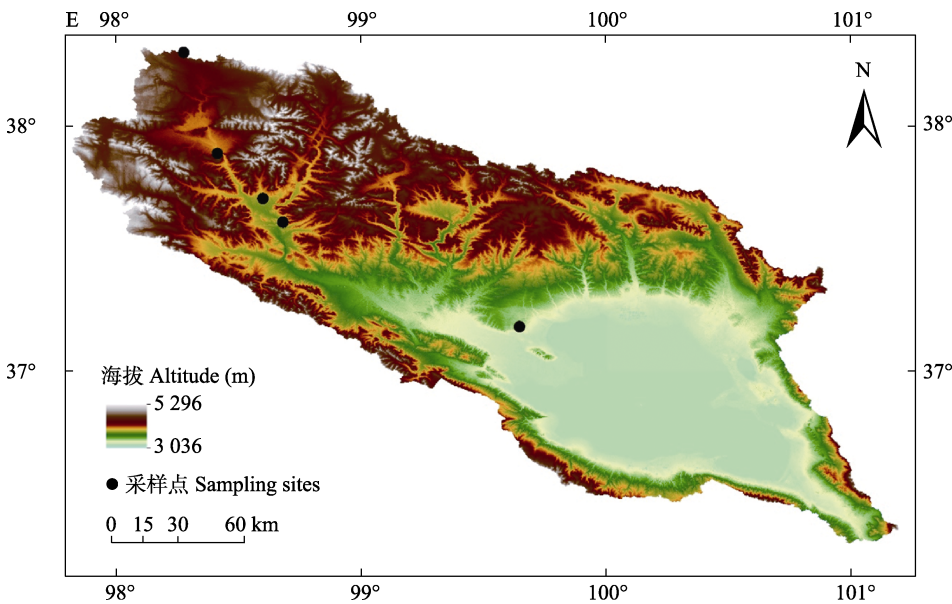 E 98° 99° 100° 101°
N
38° 38°
37° 37°
海拔 Altitude (m)
5 296
3 036
采样点 Sampling sites
0 15 30 60 km
98° 99° 100° 101°